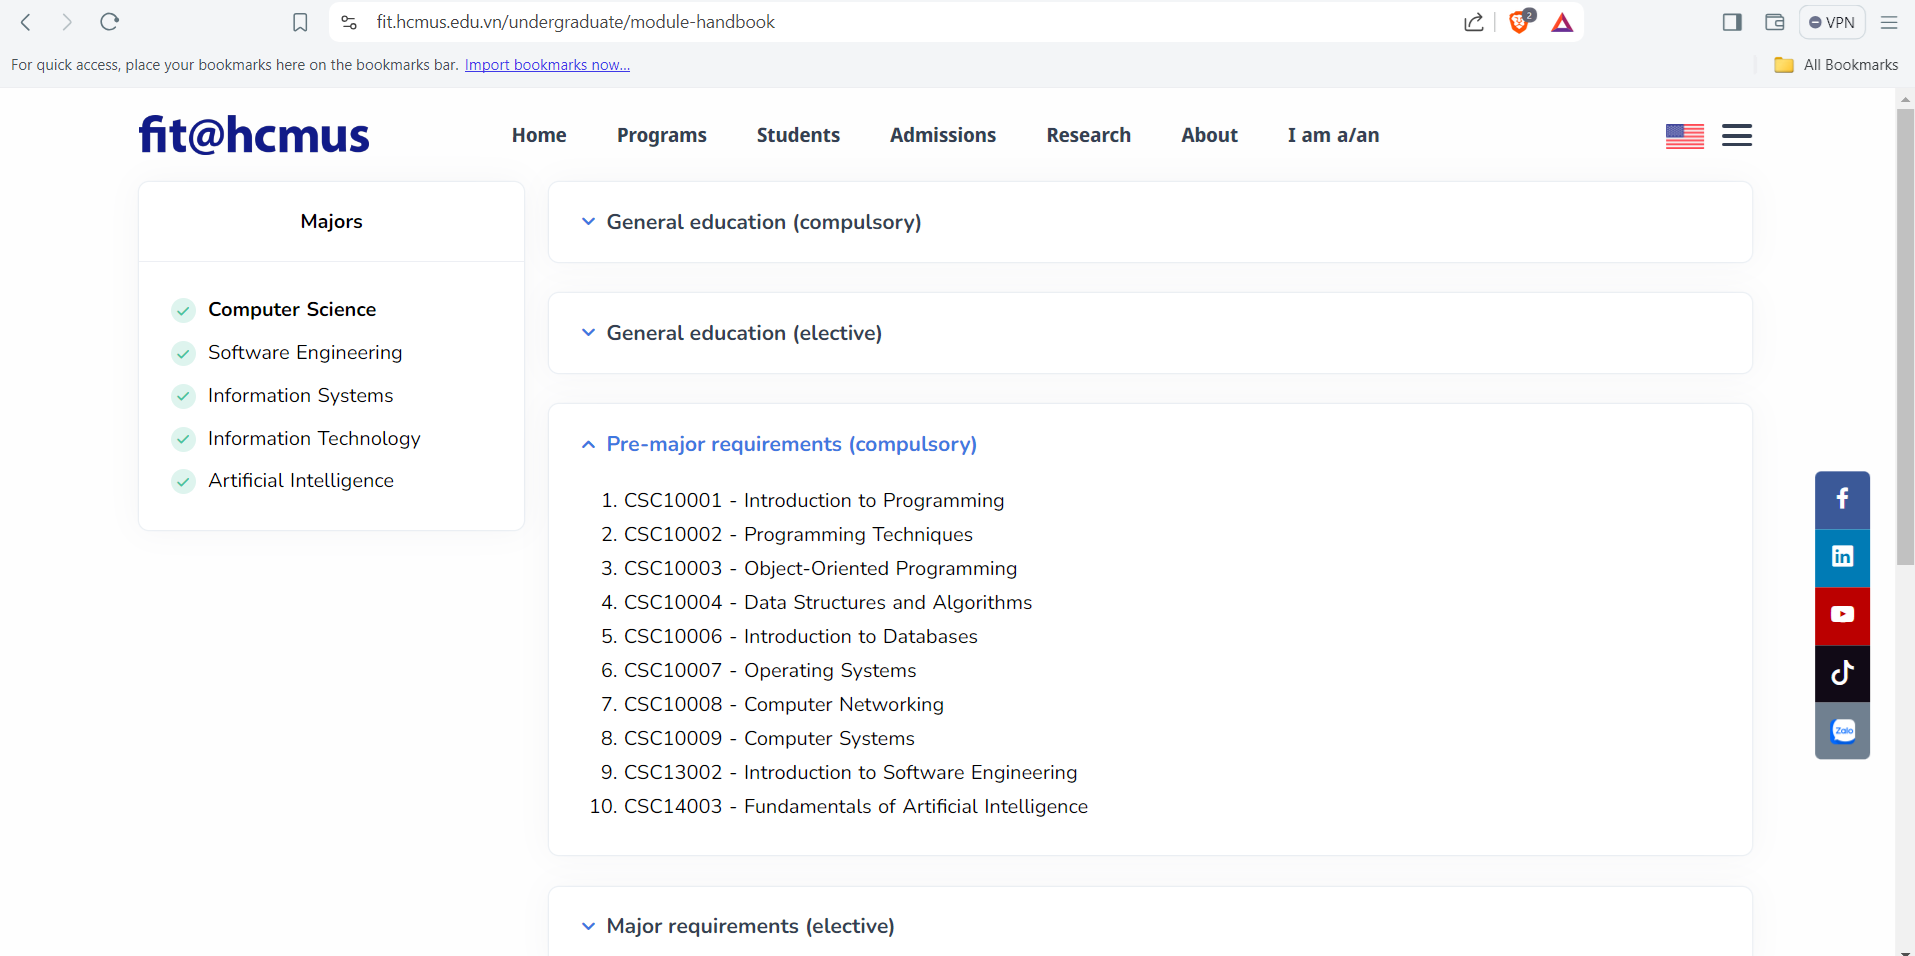 fit.hcmus.edu.vn/undergraduate/module-handbook
2
VPN
For quick access, place your bookmarks here on the bookmarks bar. Import bookmarks now...
All Bookmarks
fit@hcmus
Home
Programs
Students
Admissions
Research
About
I am a/an
Majors
Computer Science
Software Engineering
Information Systems
Information Technology
Artificial Intelligence
General education (compulsory)
General education (elective)
Pre-major requirements (compulsory)
1. CSC10001 - Introduction to Programming
2. CSC10002 - Programming Techniques
3. CSC10003 - Object-Oriented Programming
4. CSC10004 - Data Structures and Algorithms
5. CSC10006 - Introduction to Databases
6. CSC10007 - Operating Systems
7. CSC10008 - Computer Networking
8. CSC10009 - Computer Systems
9. CSC13002 - Introduction to Software Engineering
10. CSC14003 - Fundamentals of Artificial Intelligence
Major requirements (elective)
f
in
Zalo